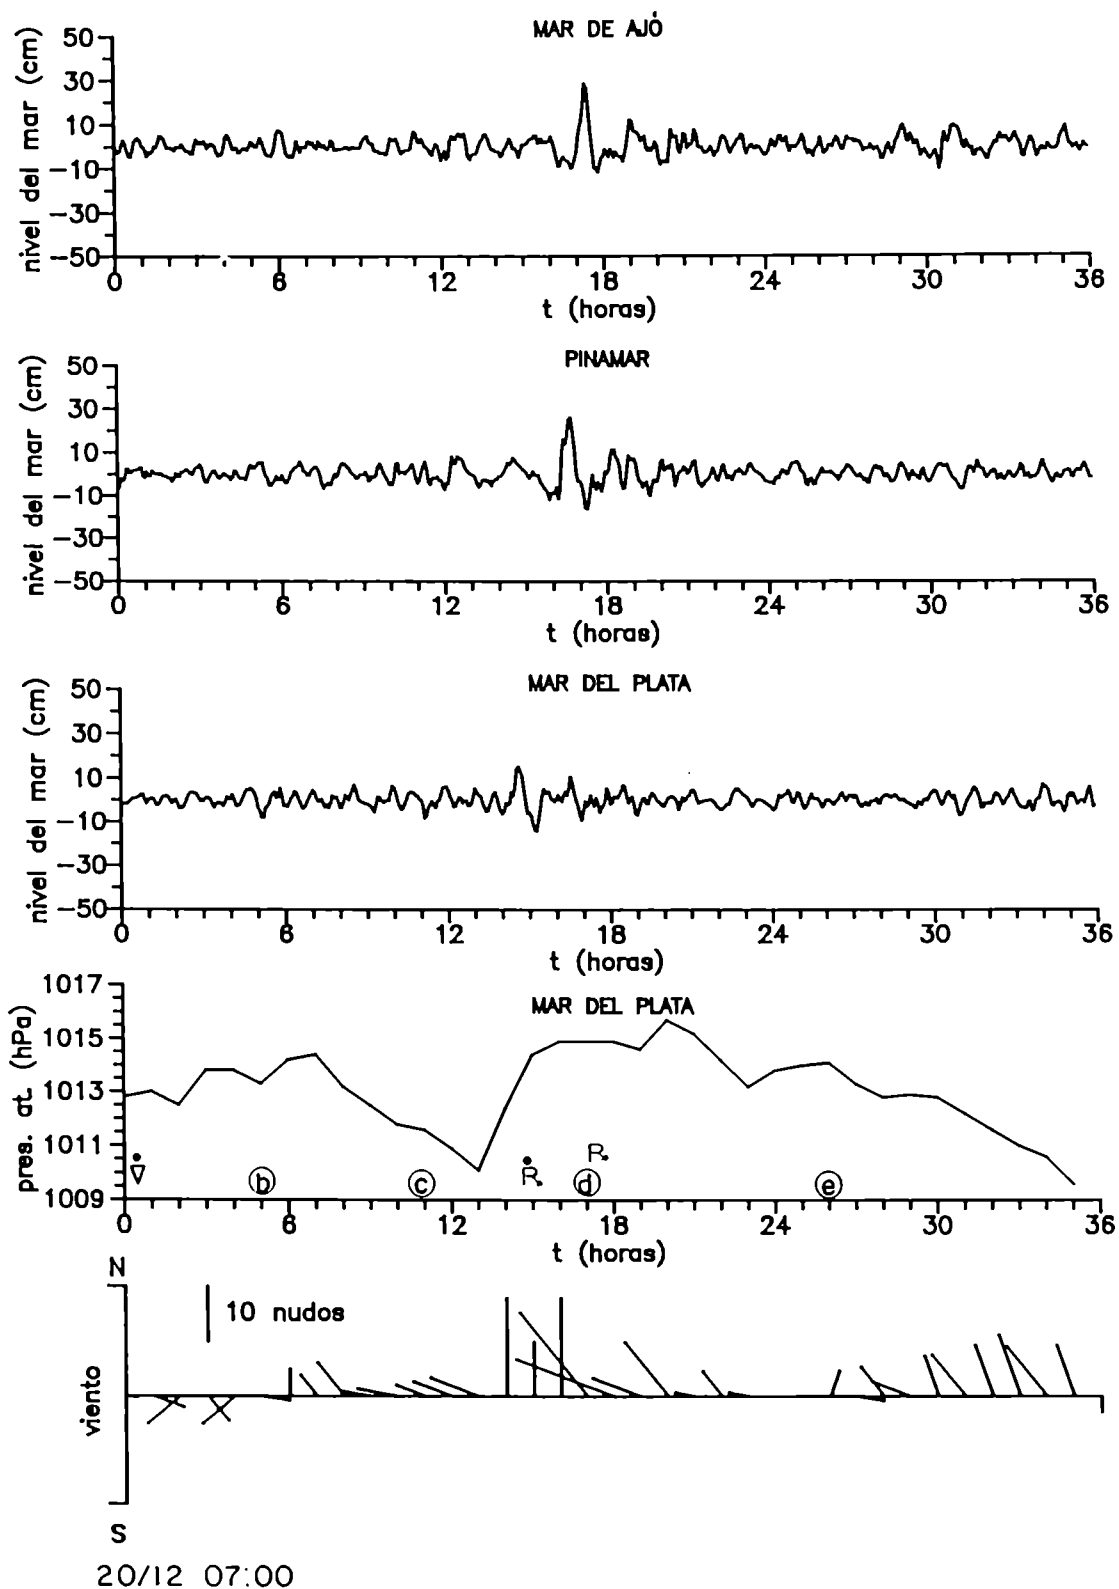 MAR DE AJÓ
nivel del mar (cm)
50
30
10
−10
−30
−50
0 6 12 18 24 30 36
t (horas)
PINAMAR
nivel del mar (cm)
50
30
10
−10
−30
−50
0 6 12 18 24 30 36
t (horas)
MAR DEL PLATA
nivel del mar (cm)
50
30
10
−10
−30
−50
0 6 12 18 24 30 36
t (horas)
MAR DEL PLATA
pres. at. (hPa)
1017
1015
1013
1011
1009
b c d e
0 6 12 18 24 30 36
t (horas)
N
10 nudos
viento
S
20/12 07:00